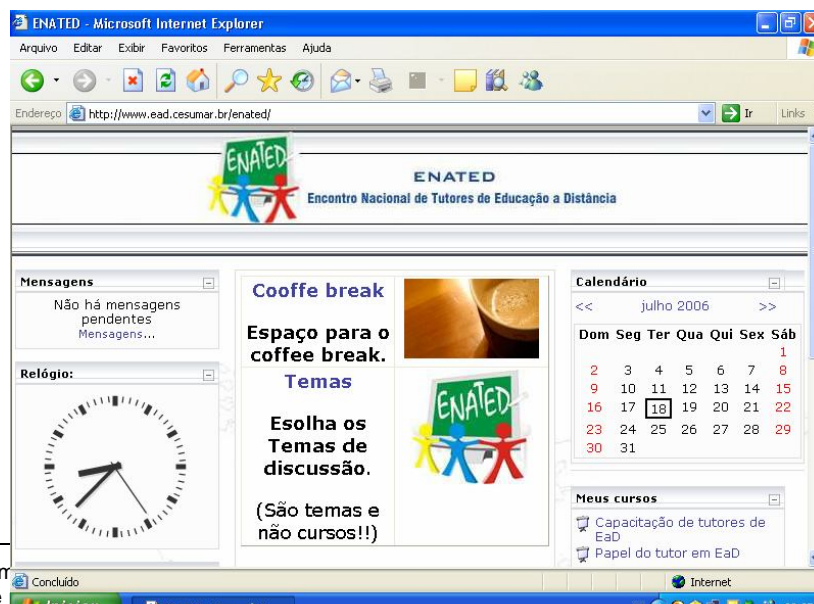 ENATED - Microsoft Internet Explorer
Arquivo Editar Exibir Favoritos Ferramentas Ajuda
Endereço http://www.ead.cesumar.br/enated/ Ir Links
ENATED
ENATED
Encontro Nacional de Tutores de Educação a Distância
Mensagens
Não há mensagens
pendentes
Mensagens...
Relógio:
Cooffe break
Espaço para o
coffee break.
Temas
Esolha os
Temas de
discussão.
(São temas e
não cursos!!)
ENATED
Calendário
<< julho 2006 >>
Dom Seg Ter Qua Qui Sex Sáb
1
2 3 4 5 6 7 8
9 10 11 12 13 14 15
16 17 18 19 20 21 22
23 24 25 26 27 28 29
30 31
Meus cursos
Capacitação de tutores de
EaD
Papel do tutor em EaD
Concluído Internet